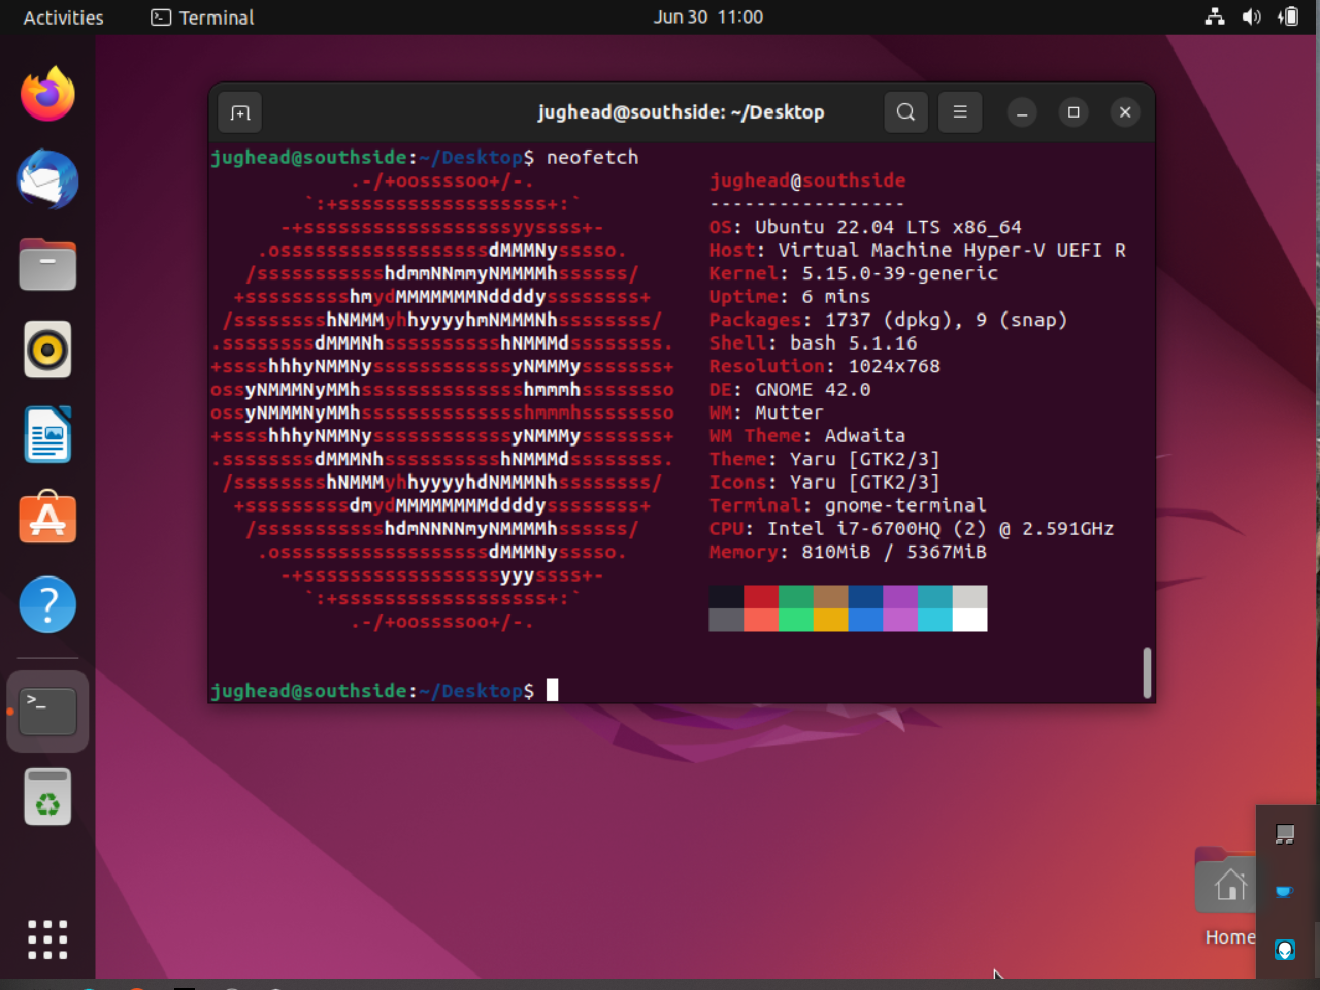 Activities Terminal Jun 30 11:00
jughead@southside: ~/Desktop
jughead@southside:~/Desktop$ neofetch
.-/+oossssoo+/-. jughead@southside
`:+ssssssssssssssssss+:` -----------------
-+ssssssssssssssssssyyssss+- OS: Ubuntu 22.04 LTS x86_64
.ossssssssssssssssssdMMMNysssso. Host: Virtual Machine Hyper-V UEFI R
/ssssssssssshdmmNNmmyNMMMMhssssss/ Kernel: 5.15.0-39-generic
+ssssssssshmydMMMMMMMNddddyssssssss+ Uptime: 6 mins
/sssssssshNMMMyhhyyyyhmNMMMNhssssssss/ Packages: 1737 (dpkg), 9 (snap)
.ssssssssdMMMNhsssssssssshNMMMdssssssss. Shell: bash 5.1.16
+sssshhhyNMMNyssssssssssssyNMMMysssssss+ Resolution: 1024x768
ossyNMMMNyMMhsssssssssssssshmmmhssssssso DE: GNOME 42.0
ossyNMMMNyMMhsssssssssssssshmmmhssssssso WM: Mutter
+sssshhhyNMMNyssssssssssssyNMMMysssssss+ WM Theme: Adwaita
.ssssssssdMMMNhsssssssssshNMMMdssssssss. Theme: Yaru [GTK2/3]
/sssssssshNMMMyhhyyyyhdNMMMNhssssssss/ Icons: Yaru [GTK2/3]
+sssssssssdmydMMMMMMMMddddyssssssss+ Terminal: gnome-terminal
/ssssssssssshdmNNNNmyNMMMMhssssss/ CPU: Intel i7-6700HQ (2) @ 2.591GHz
.ossssssssssssssssssdMMMNysssso. Memory: 810MiB / 5367MiB
-+sssssssssssssssssyyyssss+-
`:+ssssssssssssssssss+:`
.-/+oossssoo+/-.
jughead@southside:~/Desktop$
Home